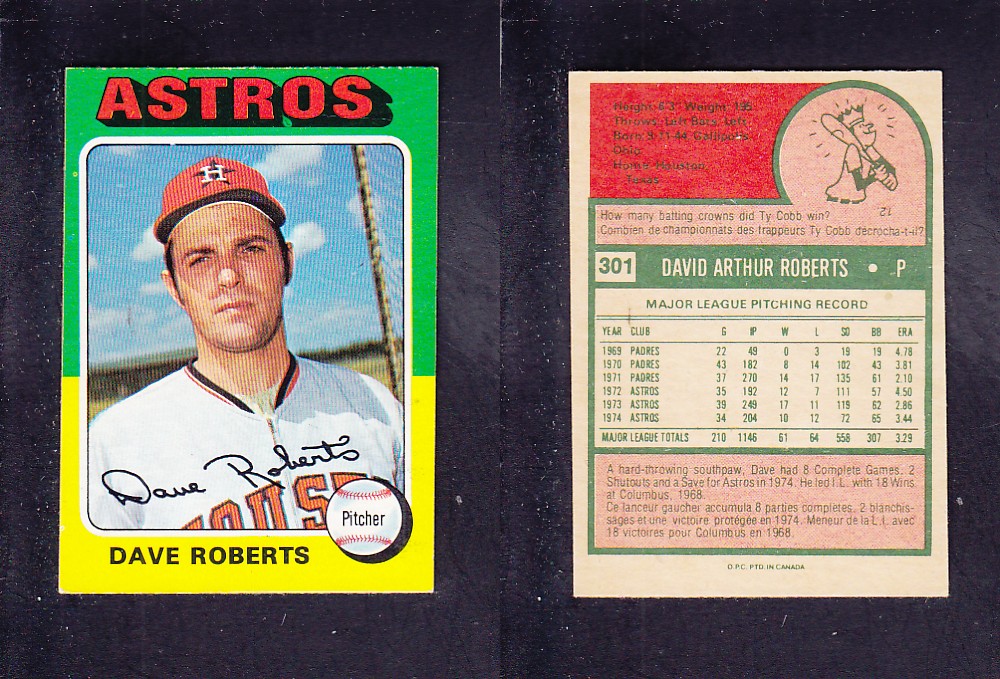 ASTROS
H
Dave Roberts
HOUS
Pitcher
DAVE ROBERTS
Height: 6'3" Weight: 195
Throws: Left Bats: Left
Born: 9-11-44, Gallipolis,
Ohio
Home: Houston,
Texas
12
How many batting crowns did Ty Cobb win?
Combien de championnats des frappeurs Ty Cobb décrocha-t-il?
301 DAVID ARTHUR ROBERTS • P
MAJOR LEAGUE PITCHING RECORD
YEAR CLUB G IP W L SO BB ERA
1969 PADRES 22 49 0 3 19 19 4.78
1970 PADRES 43 182 8 14 102 43 3.81
1971 PADRES 37 270 14 17 135 61 2.10
1972 ASTROS 35 192 12 7 111 57 4.50
1973 ASTROS 39 249 17 11 119 62 2.86
1974 ASTROS 34 204 10 12 72 65 3.44
MAJOR LEAGUE TOTALS 210 1146 61 64 558 307 3.29
A hard-throwing southpaw, Dave had 8 Complete Games. 2
Shutouts and a Save for Astros in 1974. He led I.L. with 18 Wins
at Columbus, 1968.
Ce lanceur gaucher accumula 8 parties complètes, 2 blanchis-
sages et une victoire protégée en 1974. Meneur de la L.I. avec
18 victoires pour Columbus en 1968.
O.P.C. PTD. IN CANADA